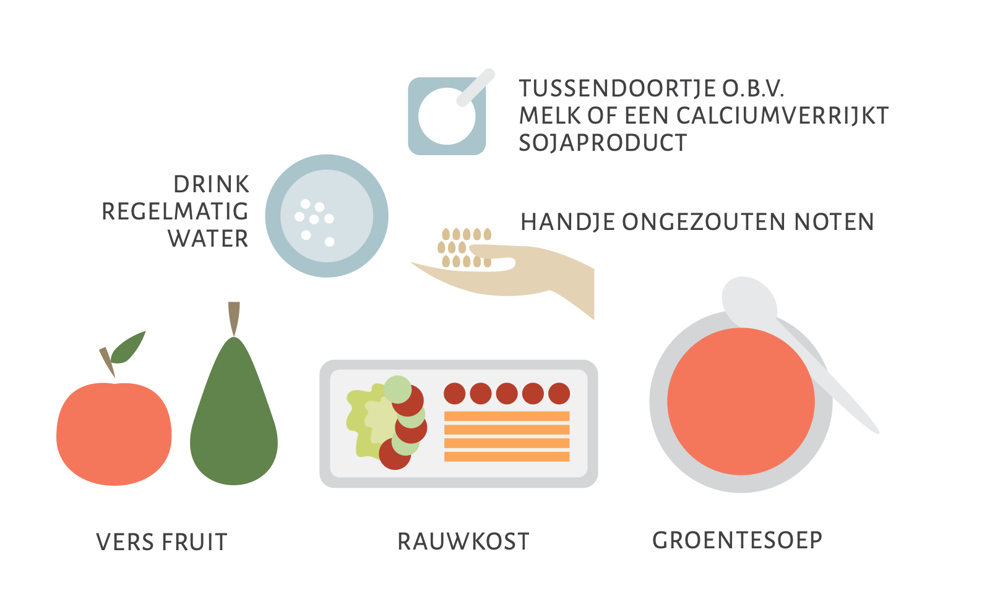 TUSSENDOORTJE O.B.V.
MELK OF EEN CALCIUMVERRIJKT
SOJAPRODUCT
DRINK
REGELMATIG
WATER
HANDJE ONGEZOUTEN NOTEN
VERS FRUIT
RAUWKOST
GROENTESOEP